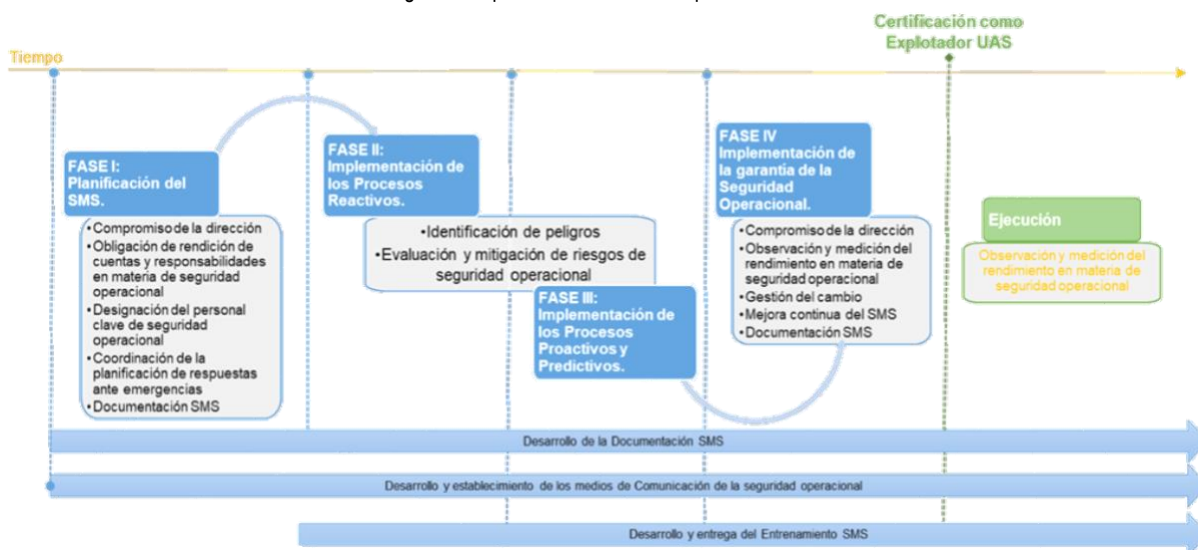 Certificación como
Explotador UAS
Tiempo
FASE I:
Planificación del
SMS.
•Compromiso de la dirección
•Obligación de rendición de
cuentas y responsabilidades
en materia de seguridad
operacional
•Designación del personal
clave de seguridad
operacional
•Coordinación de la
planificación de respuestas
ante emergencias
•Documentación SMS
FASE II:
Implementación de
los Procesos
Reactivos.
•Identificación de peligros
•Evaluación y mitigación de riesgos de
seguridad operacional
FASE III:
Implementación de
los Procesos
Proactivos y
Predictivos.
FASE IV
Implementación de
la garantía de la
Seguridad
Operacional.
•Compromiso de la dirección
•Observación y medición del
rendimiento en materia de
seguridad operacional
•Gestión del cambio
•Mejora continua del SMS
•Documentación SMS
Ejecución
Observación y medición del
rendimiento en materia de
seguridad operacional
Desarrollo de la Documentación SMS
Desarrollo y establecimiento de los medios de Comunicación de la seguridad operacional
Desarrollo y entrega del Entrenamiento SMS